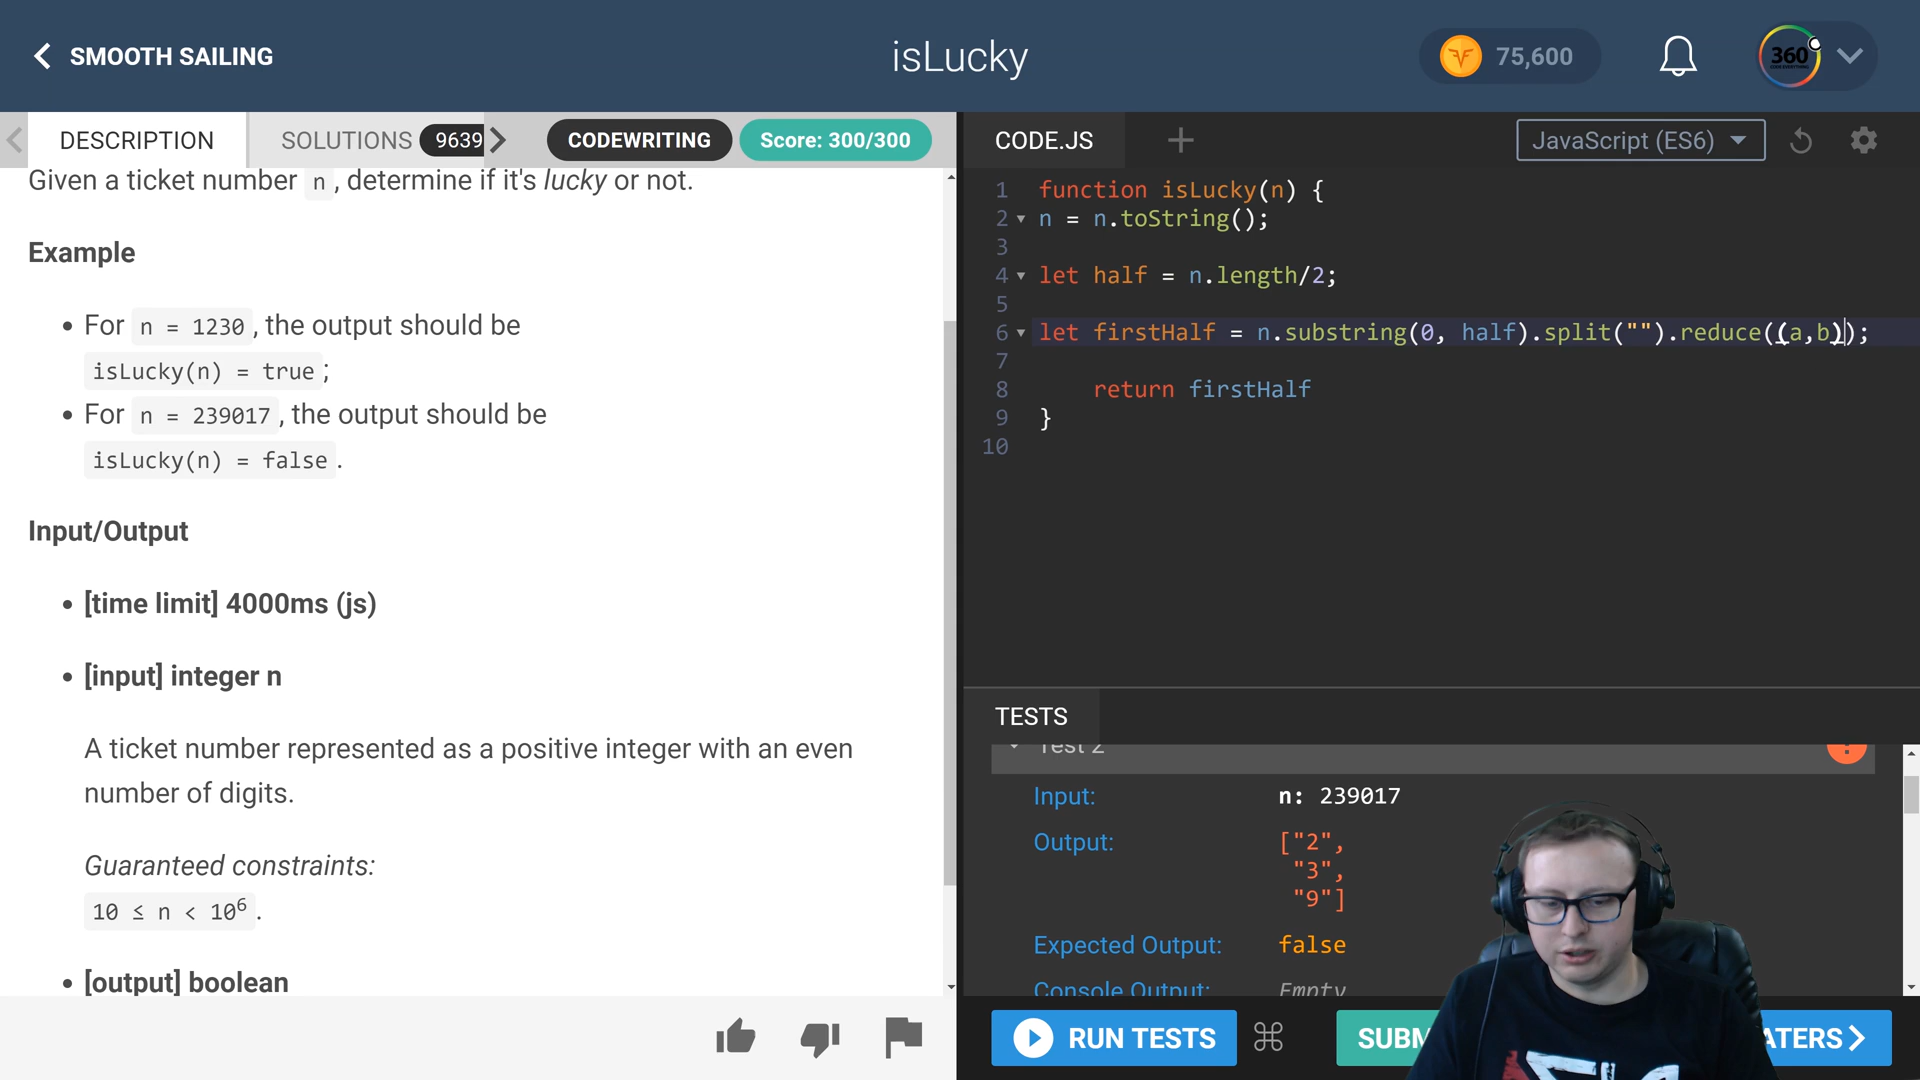 SMOOTH SAILING
isLucky
75,600
360
DESCRIPTION
SOLUTIONS 9639
CODEWRITING
Score: 300/300
Given a ticket number n, determine if it's lucky or not.
Example
For n = 1230, the output should be
isLucky(n) = true;
For n = 239017, the output should be
isLucky(n) = false.
Input/Output
[time limit] 4000ms (js)
[input] integer n
A ticket number represented as a positive integer with an even
number of digits.
Guaranteed constraints:
10 ≤ n < 10⁶.
[output] boolean
CODE.JS
JavaScript (ES6)
1 function isLucky(n) {
2 n = n.toString();
3
4 let half = n.length/2;
5
6 let firstHalf = n.substring(0, half).split("").reduce((a,b));
7
8 return firstHalf
9 }
10
TESTS
Test 2
Input: n: 239017
Output: ["2",
"3",
"9"]
Expected Output: false
Console Output: Empty
RUN TESTS
SUBM
ATERS